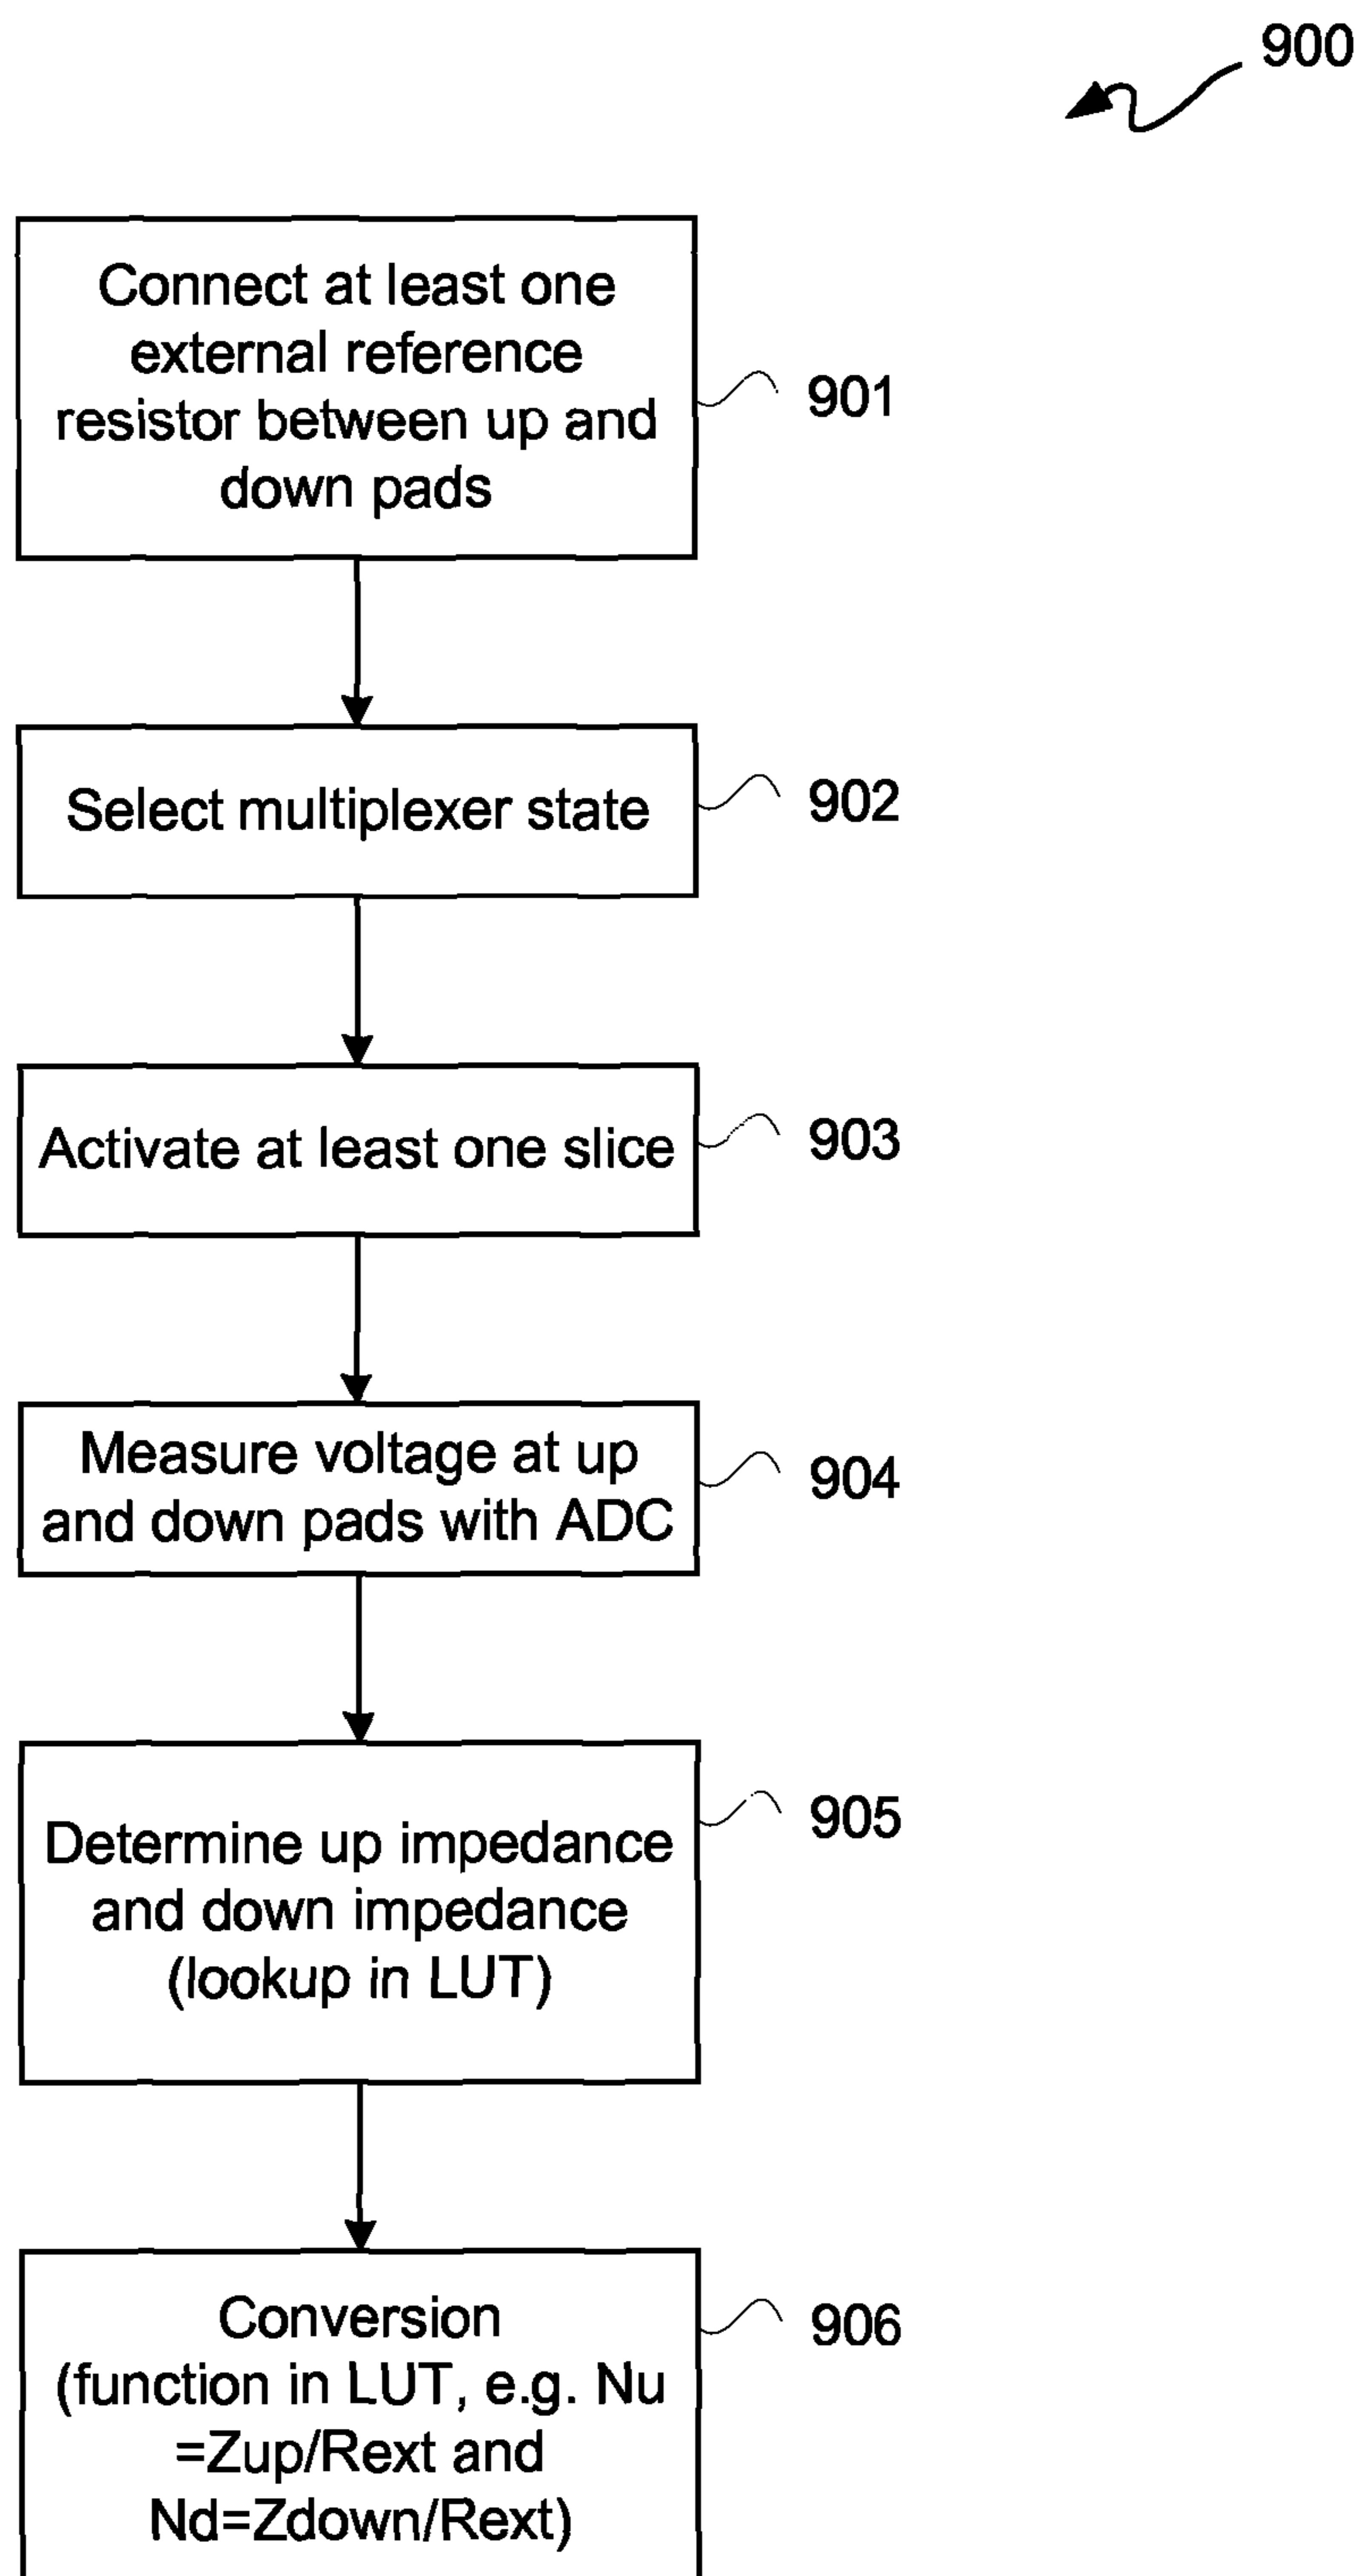 900
Connect at least one
external reference
resistor between up and
down pads
901
Select multiplexer state
902
Activate at least one slice
903
Measure voltage at up
and down pads with ADC
904
Determine up impedance
and down impedance
(lookup in LUT)
905
Conversion
(function in LUT, e.g. Nu
=Zup/Rext and
Nd=Zdown/Rext)
906